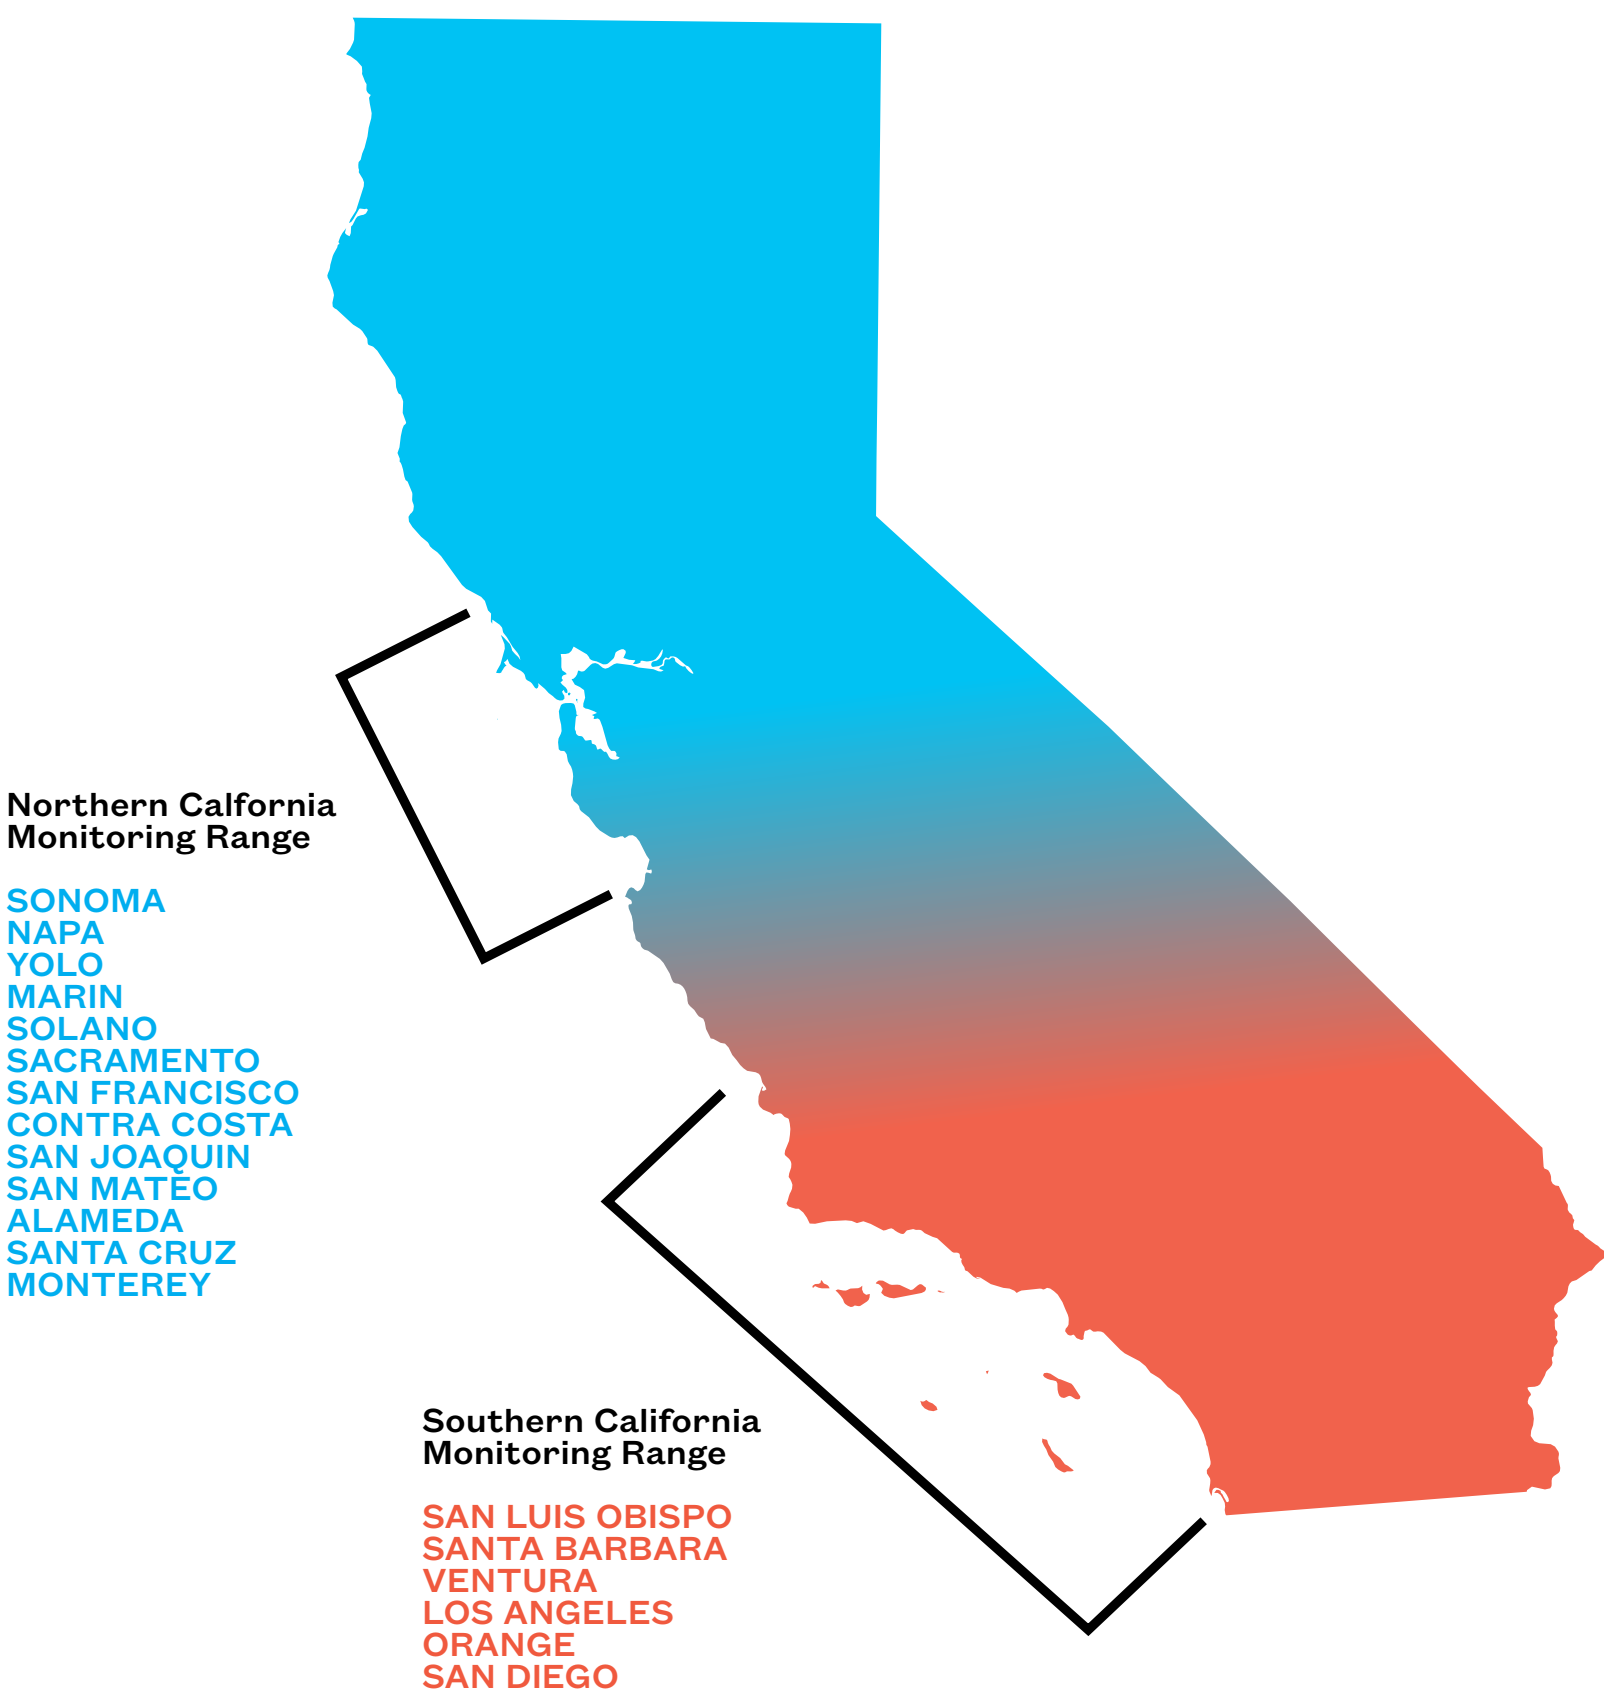 Northern Calfornia
Monitoring Range
SONOMA
NAPA
YOLO
MARIN
SOLANO
SACRAMENTO
SAN FRANCISCO
CONTRA COSTA
SAN JOAQUIN
SAN MATEO
ALAMEDA
SANTA CRUZ
MONTEREY
Southern California
Monitoring Range
SAN LUIS OBISPO
SANTA BARBARA
VENTURA
LOS ANGELES
ORANGE
SAN DIEGO